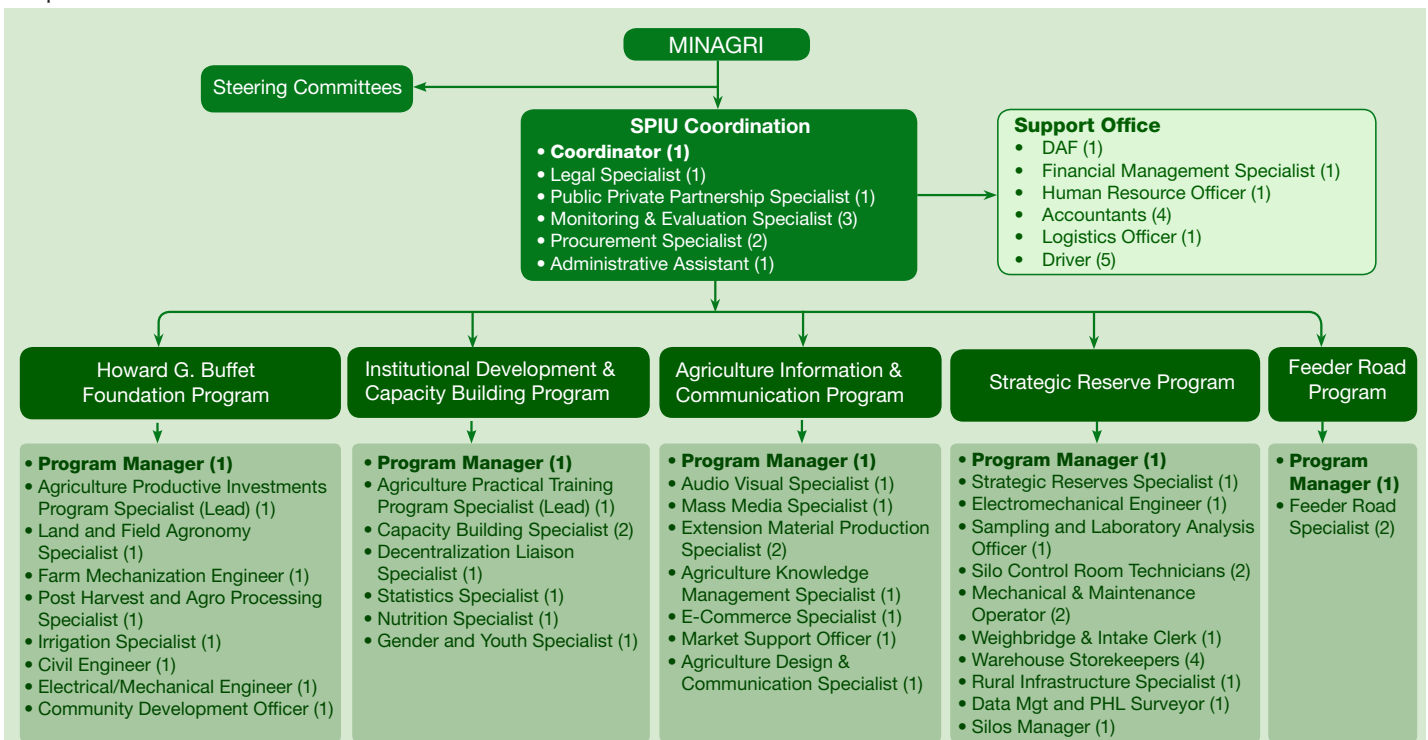 MINAGRI
Steering Committees
SPIU Coordination
• Coordinator (1)
• Legal Specialist (1)
• Public Private Partnership Specialist (1)
• Monitoring & Evaluation Specialist (3)
• Procurement Specialist (2)
• Administrative Assistant (1)
Support Office
• DAF (1)
• Financial Management Specialist (1)
• Human Resource Officer (1)
• Accountants (4)
• Logistics Officer (1)
• Driver (5)
Howard G. Buffet
Foundation Program
• Program Manager (1)
• Agriculture Productive Investments
Program Specialist (Lead) (1)
• Land and Field Agronomy
Specialist (1)
• Farm Mechanization Engineer (1)
• Post Harvest and Agro Processing
Specialist (1)
• Irrigation Specialist (1)
• Civil Engineer (1)
• Electrical/Mechanical Engineer (1)
• Community Development Officer (1)
Institutional Development &
Capacity Building Program
• Program Manager (1)
• Agriculture Practical Training
Program Specialist (Lead) (1)
• Capacity Building Specialist (2)
• Decentralization Liaison
Specialist (1)
• Statistics Specialist (1)
• Nutrition Specialist (1)
• Gender and Youth Specialist (1)
Agriculture Information &
Communication Program
• Program Manager (1)
• Audio Visual Specialist (1)
• Mass Media Specialist (1)
• Extension Material Production
Specialist (2)
• Agriculture Knowledge
Management Specialist (1)
• E-Commerce Specialist (1)
• Market Support Officer (1)
• Agriculture Design &
Communication Specialist (1)
Strategic Reserve Program
• Program Manager (1)
• Strategic Reserves Specialist (1)
• Electromechanical Engineer (1)
• Sampling and Laboratory Analysis
Officer (1)
• Silo Control Room Technicians (2)
• Mechanical & Maintenance
Operator (2)
• Weighbridge & Intake Clerk (1)
• Warehouse Storekeepers (4)
• Rural Infrastructure Specialist (1)
• Data Mgt and PHL Surveyor (1)
• Silos Manager (1)
Feeder Road
Program
• Program
Manager (1)
• Feeder Road
Specialist (2)